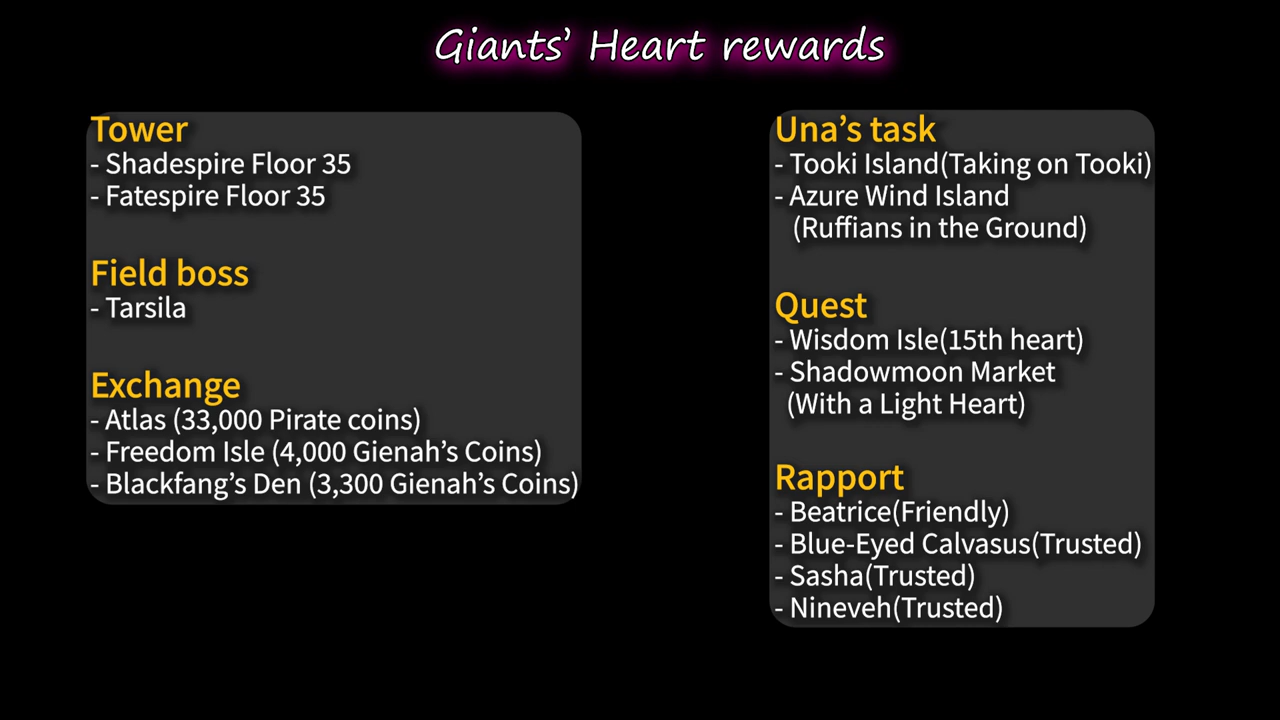 Giants’ Heart rewards
Tower
- Shadespire Floor 35
- Fatespire Floor 35
Field boss
- Tarsila
Exchange
- Atlas (33,000 Pirate coins)
- Freedom Isle (4,000 Gienah’s Coins)
- Blackfang’s Den (3,300 Gienah’s Coins)
Una’s task
- Tooki Island(Taking on Tooki)
- Azure Wind Island
(Ruffians in the Ground)
Quest
- Wisdom Isle(15th heart)
- Shadowmoon Market
(With a Light Heart)
Rapport
- Beatrice(Friendly)
- Blue-Eyed Calvasus(Trusted)
- Sasha(Trusted)
- Nineveh(Trusted)